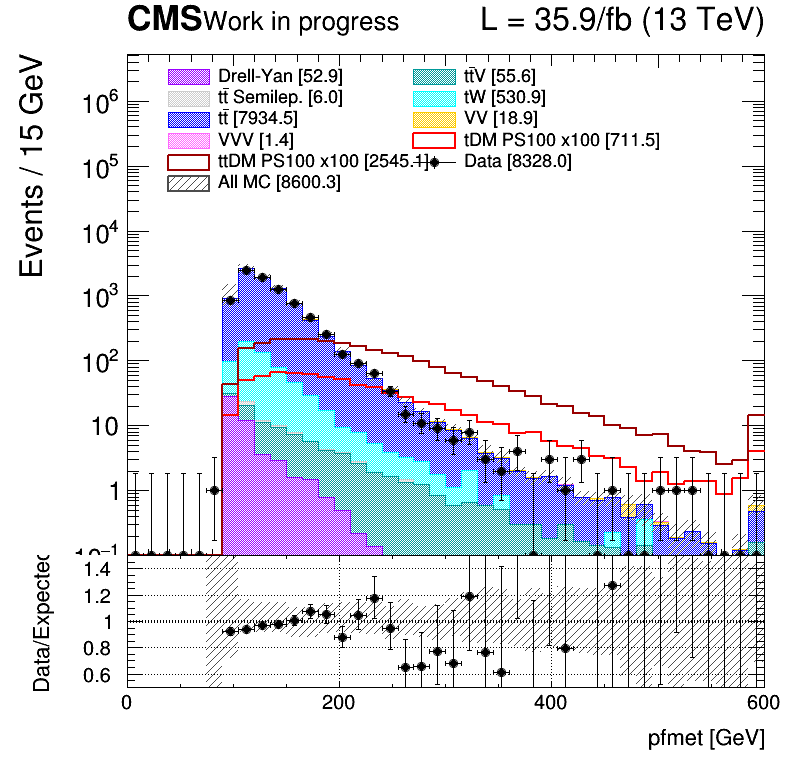 CMS Work in progress L = 35.9/fb (13 TeV)
Drell-Yan [52.9] tt̄V [55.6]
tt̄ Semilep. [6.0] tW [530.9]
tt̄ [7934.5] VV [18.9]
VVV [1.4] tDM PS100 x100 [711.5]
ttDM PS100 x100 [2545.1] Data [8328.0]
All MC [8600.3]
Events / 15 GeV
10⁶
10⁵
10⁴
10³
10²
10
1
10⁻¹
Data/Expected
1.4
1.2
1
0.8
0.6
0 200 400 600
pfmet [GeV]